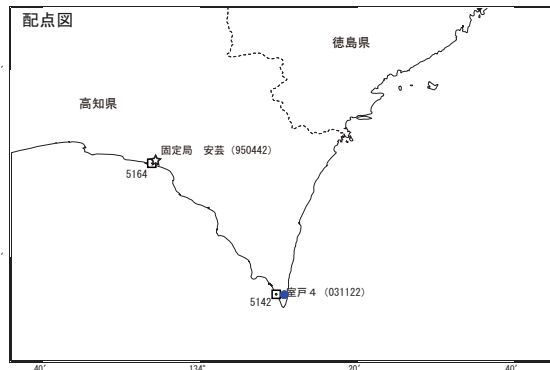 配点図
徳島県
高知県
固定局 安芸（950442）
5164
室戸４（031122）
5142
40′ 134° 20′ 40′